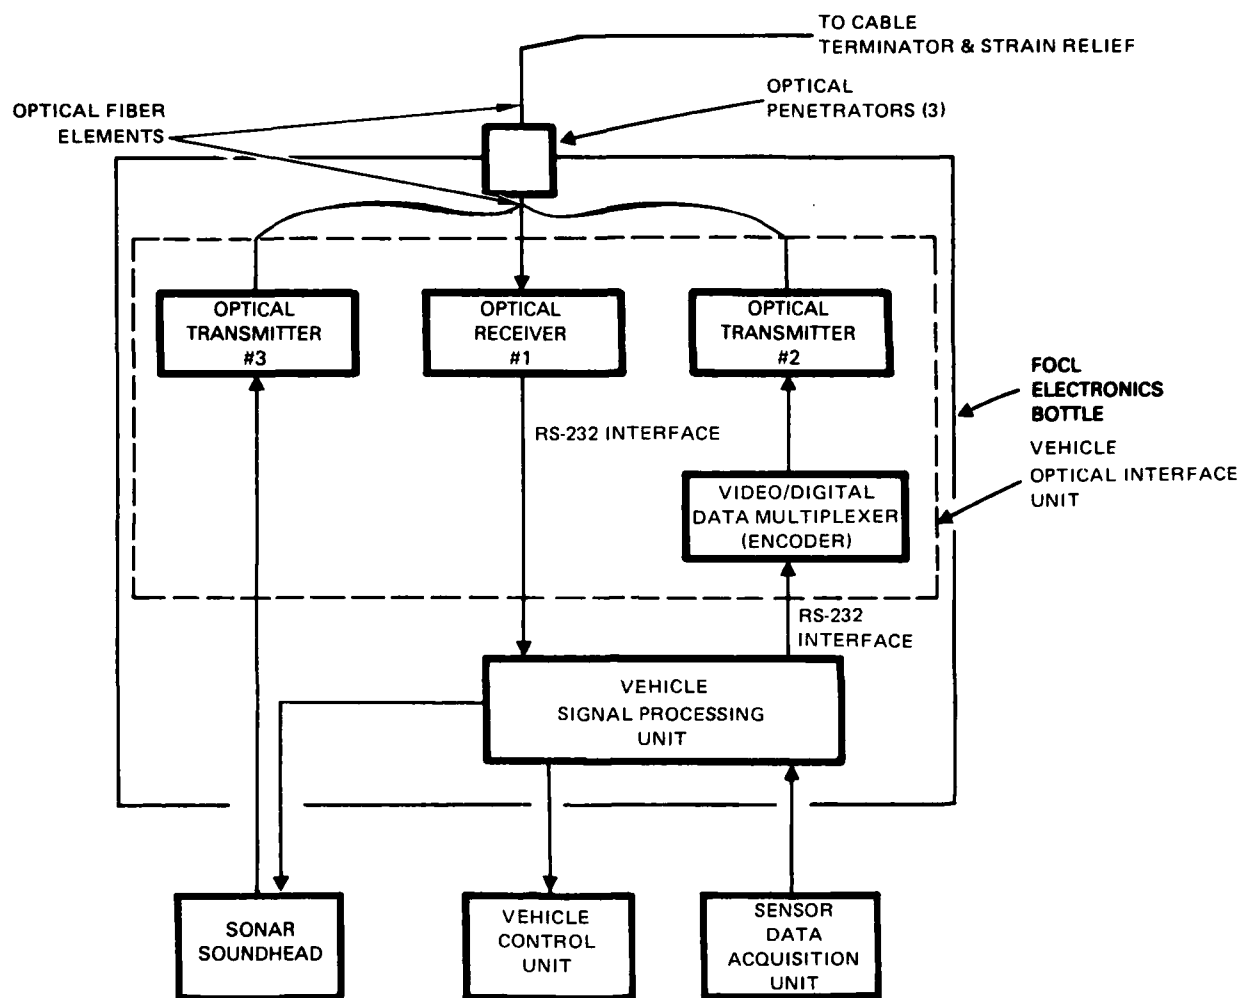 TO CABLE
TERMINATOR & STRAIN RELIEF
OPTICAL
PENETRATORS (3)
OPTICAL FIBER
ELEMENTS
OPTICAL
TRANSMITTER
#3
OPTICAL
RECEIVER
#1
OPTICAL
TRANSMITTER
#2
FOCL
ELECTRONICS
BOTTLE
RS-232 INTERFACE
VEHICLE
OPTICAL INTERFACE
UNIT
VIDEO/DIGITAL
DATA MULTIPLEXER
(ENCODER)
RS-232
INTERFACE
VEHICLE
SIGNAL PROCESSING
UNIT
SONAR
SOUNDHEAD
VEHICLE
CONTROL
UNIT
SENSOR
DATA
ACQUISITION
UNIT